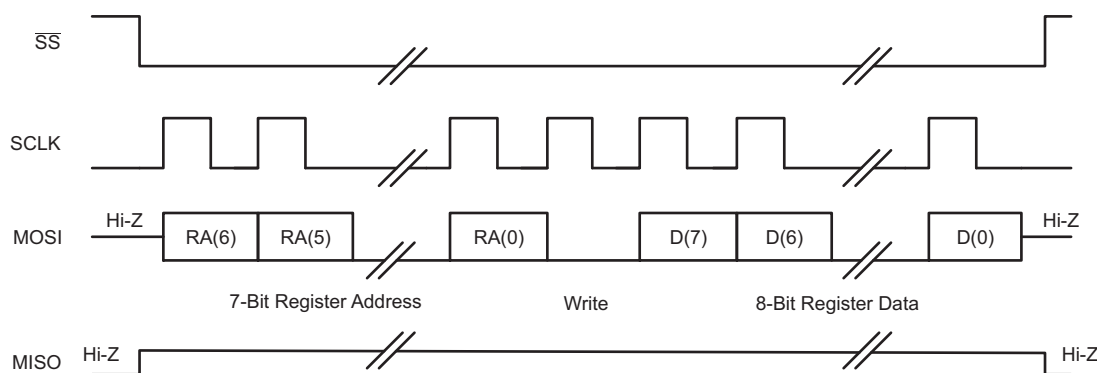 SS
SCLK
Hi-Z Hi-Z
MOSI RA(6) RA(5) RA(0) D(7) D(6) D(0)
7-Bit Register Address Write 8-Bit Register Data
MISO Hi-Z Hi-Z